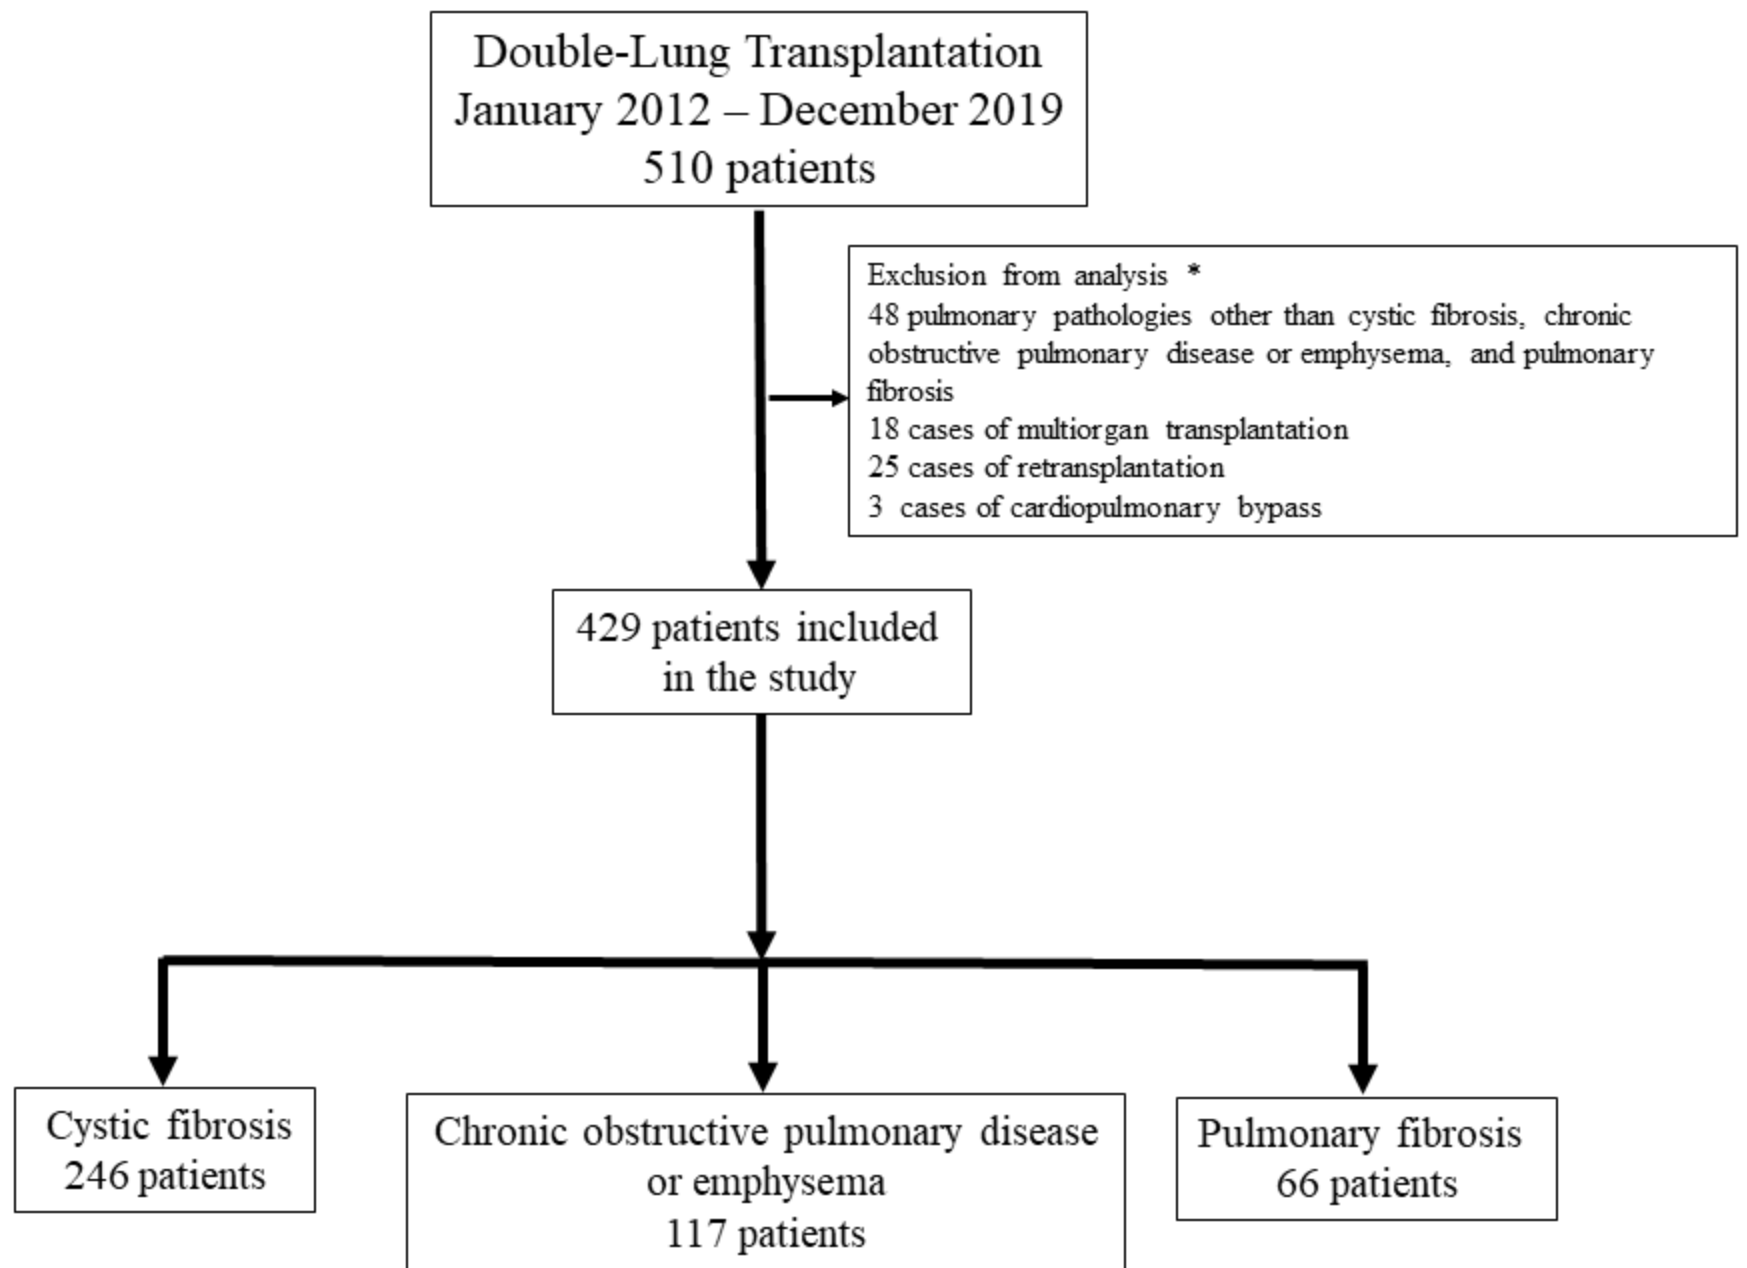 Double-Lung Transplantation
January 2012 – December 2019
510 patients
Exclusion from analysis *
48 pulmonary pathologies other than cystic fibrosis, chronic
obstructive pulmonary disease or emphysema, and pulmonary
fibrosis
18 cases of multiorgan transplantation
25 cases of retransplantation
3 cases of cardiopulmonary bypass
429 patients included
in the study
Cystic fibrosis
246 patients
Chronic obstructive pulmonary disease
or emphysema
117 patients
Pulmonary fibrosis
66 patients